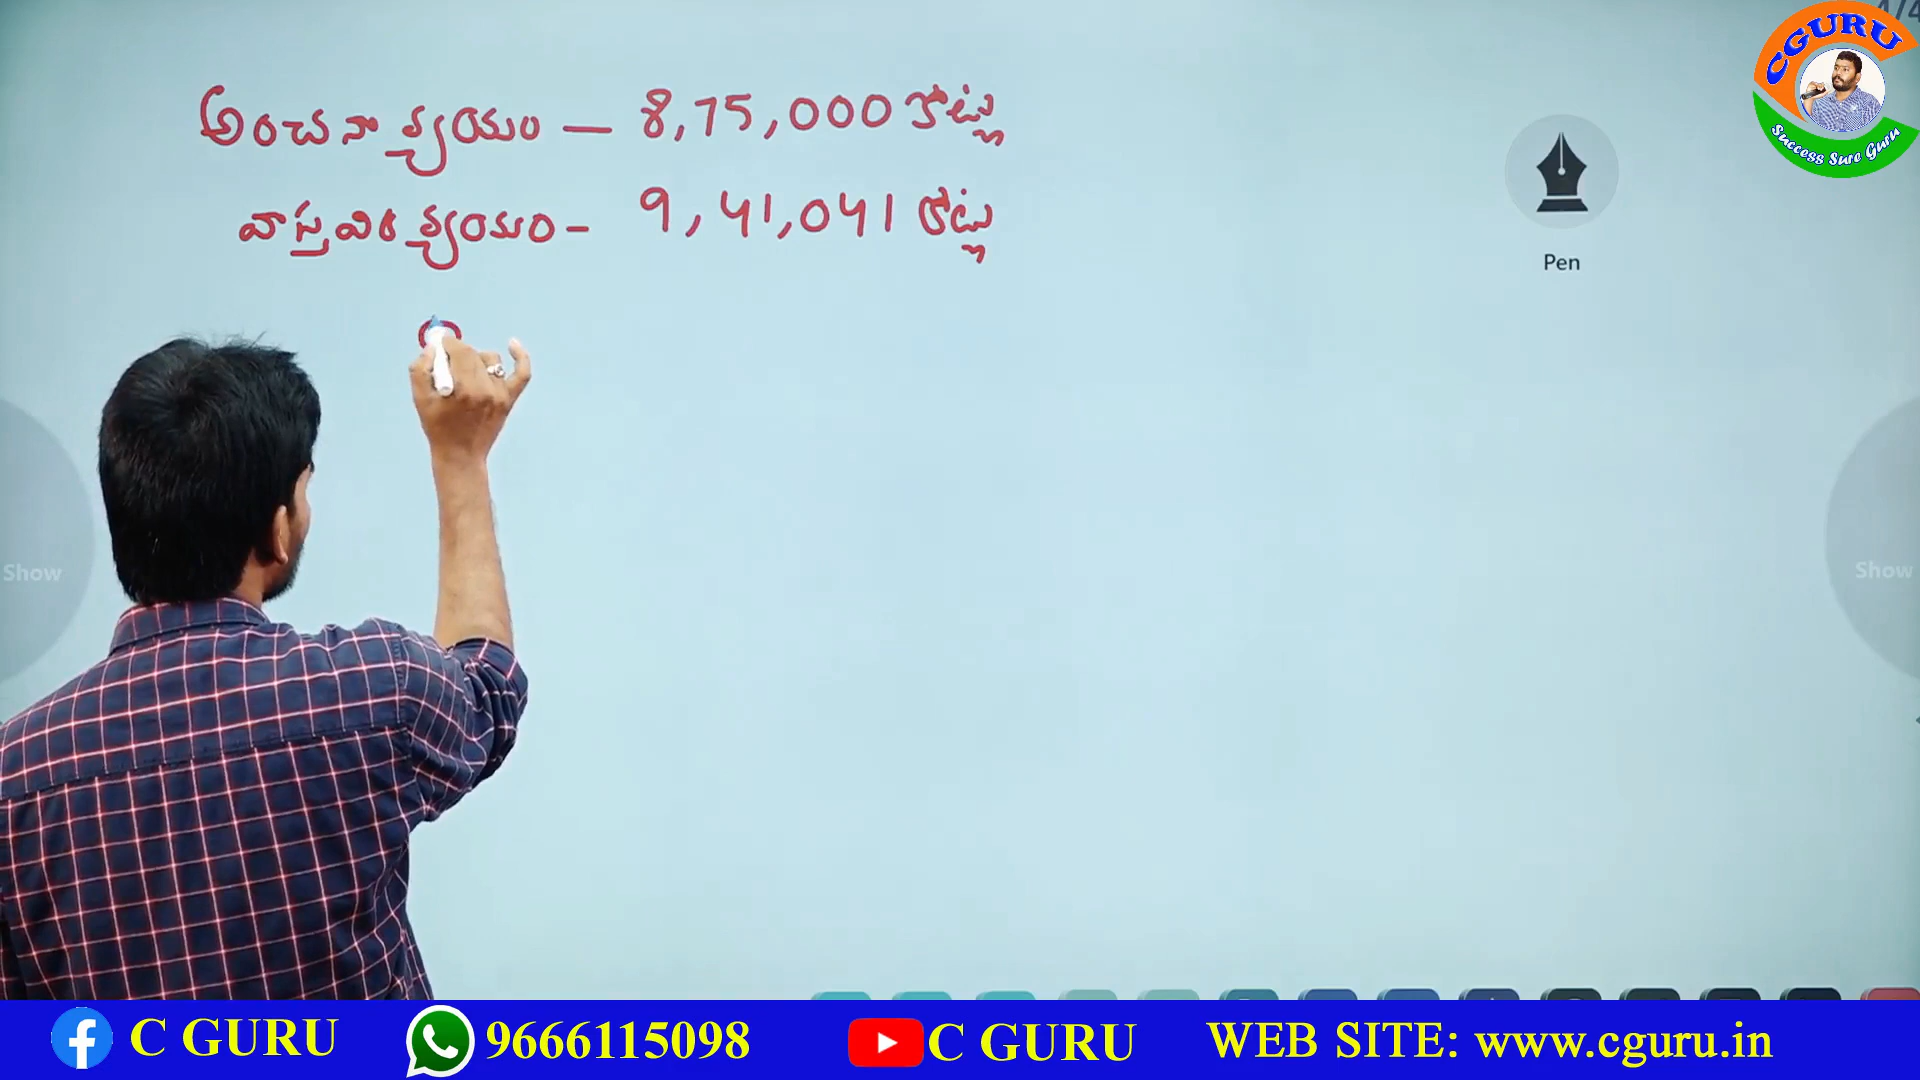 అంచనా వ్యయం — 8,75,000 కోట్లు
వాస్తవిక వ్యయం - 9,41,041 కోట్లు
CGURU
Success Sure Guru
Pen
Show
Show
C GURU
9666115098
C GURU
WEB SITE: www.cguru.in